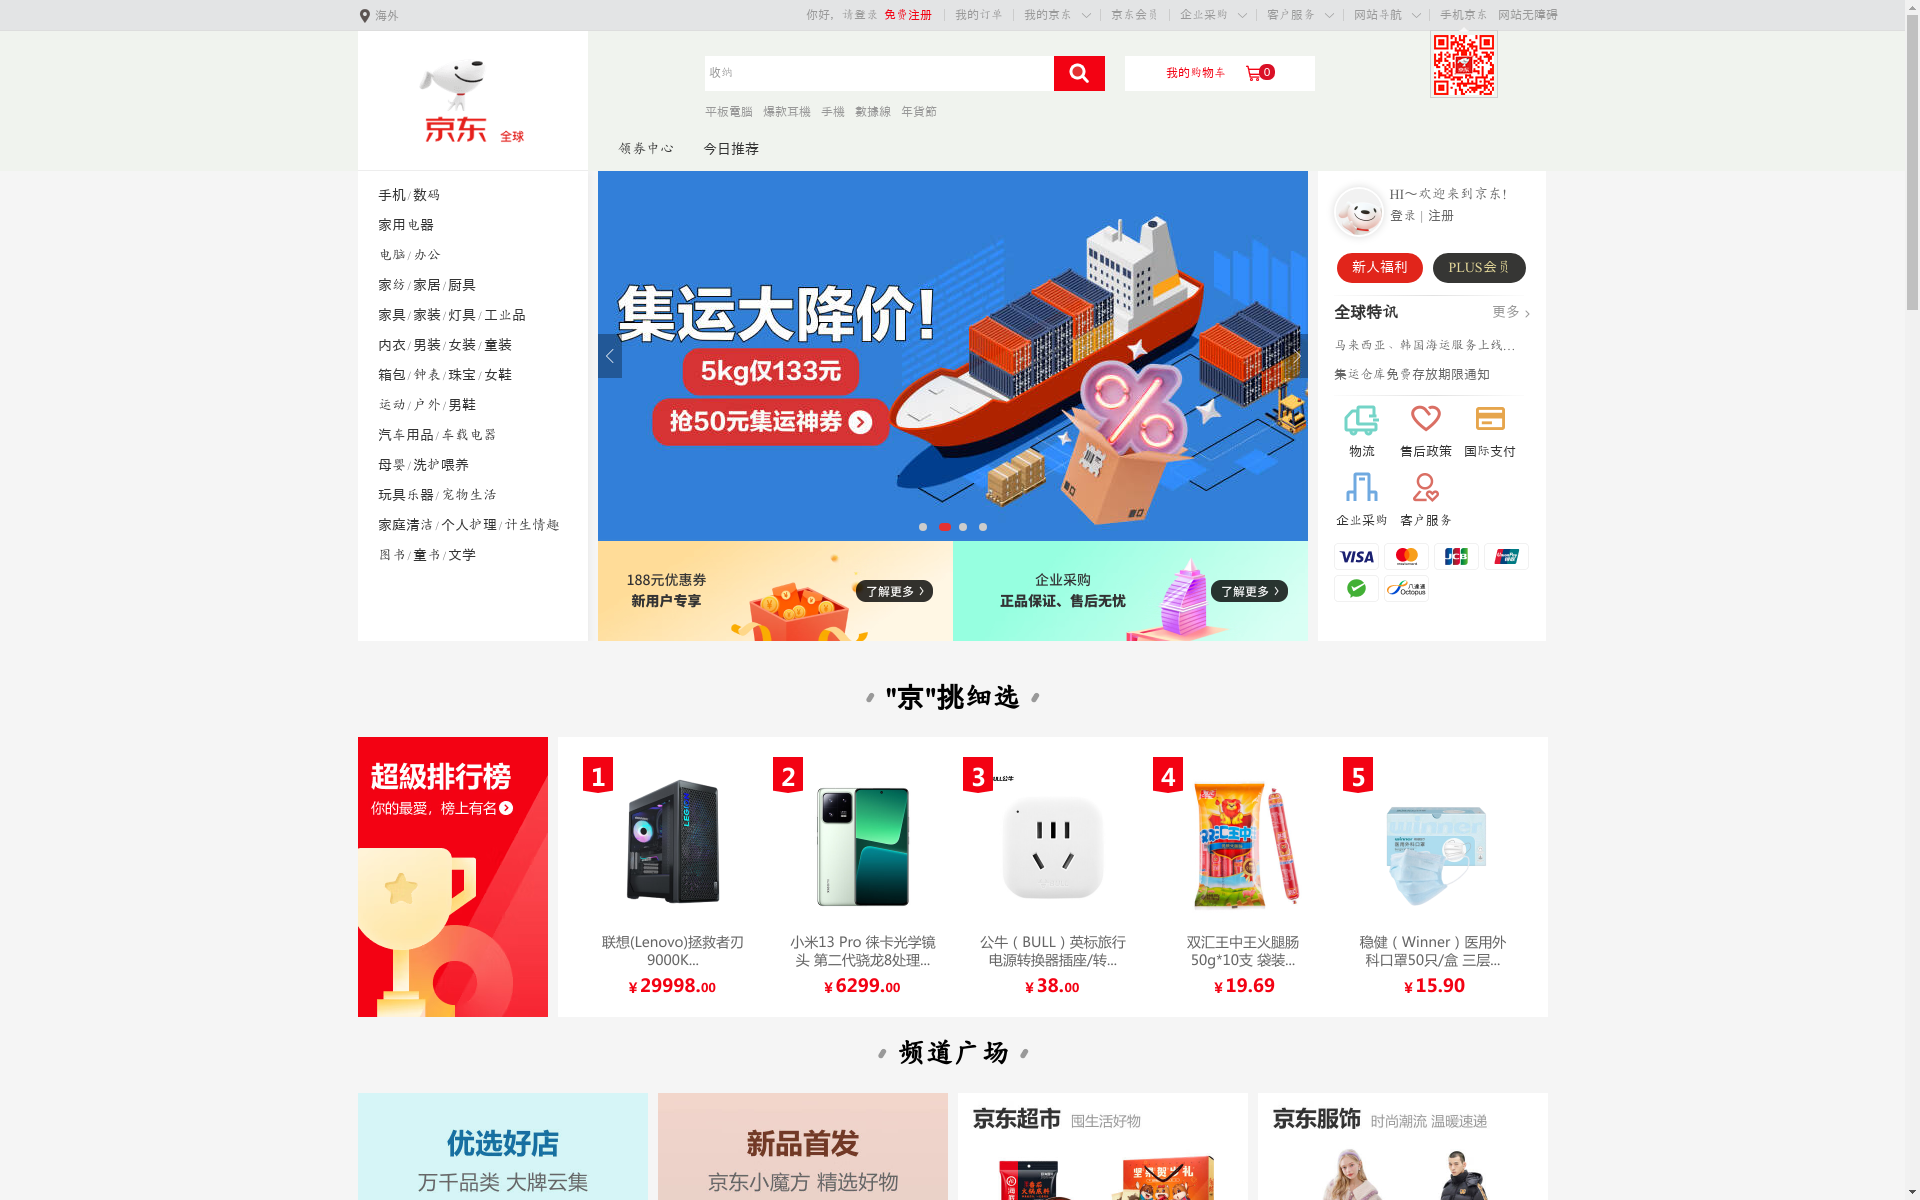 海外
你好，请登录 免费注册 我的订单 我的京东 京东会员 企业采购 客户服务 网站导航 手机京东 网站无障碍
京东 全球
收纳
我的购物车 0
平板電腦 爆款耳機 手機 數據線 年貨節
领券中心 今日推荐
手机/数码
家用电器
电脑/办公
家纺/家居/厨具
家具/家装/灯具/工业品
内衣/男装/女装/童装
箱包/钟表/珠宝/女鞋
运动/户外/男鞋
汽车用品/车载电器
母婴/洗护喂养
玩具乐器/宠物生活
家庭清洁/个人护理/计生情趣
图书/童书/文学
集运大降价!
5kg仅133元
抢50元集运神券
188元优惠券
新用户专享
了解更多
企业采购
正品保证、售后无忧
了解更多
HI～欢迎来到京东!
登录 | 注册
新人福利 PLUS会员
全球特讯 更多
马来西亚、韩国海运服务上线...
集运仓库免费存放期限通知
物流 售后政策 国际支付
企业采购 客户服务
VISA JCB UnionPay
八达通 Octopus
"京"挑细选
超級排行榜
你的最愛，榜上有名
1
联想(Lenovo)拯救者刃
9000K...
¥29998.00
2
小米13 Pro 徕卡光学镜
头 第二代骁龙8处理...
¥6299.00
3
BULL公牛
公牛（BULL）英标旅行
电源转换器插座/转...
¥38.00
4
双汇王中王火腿肠
50g*10支 袋装...
¥19.69
5
winner
稳健（Winner）医用外
科口罩50只/盒 三层...
¥15.90
频道广场
优选好店
万千品类 大牌云集
新品首发
京东小魔方 精选好物
京东超市 囤生活好物
京东服饰 时尚潮流 温暖速递